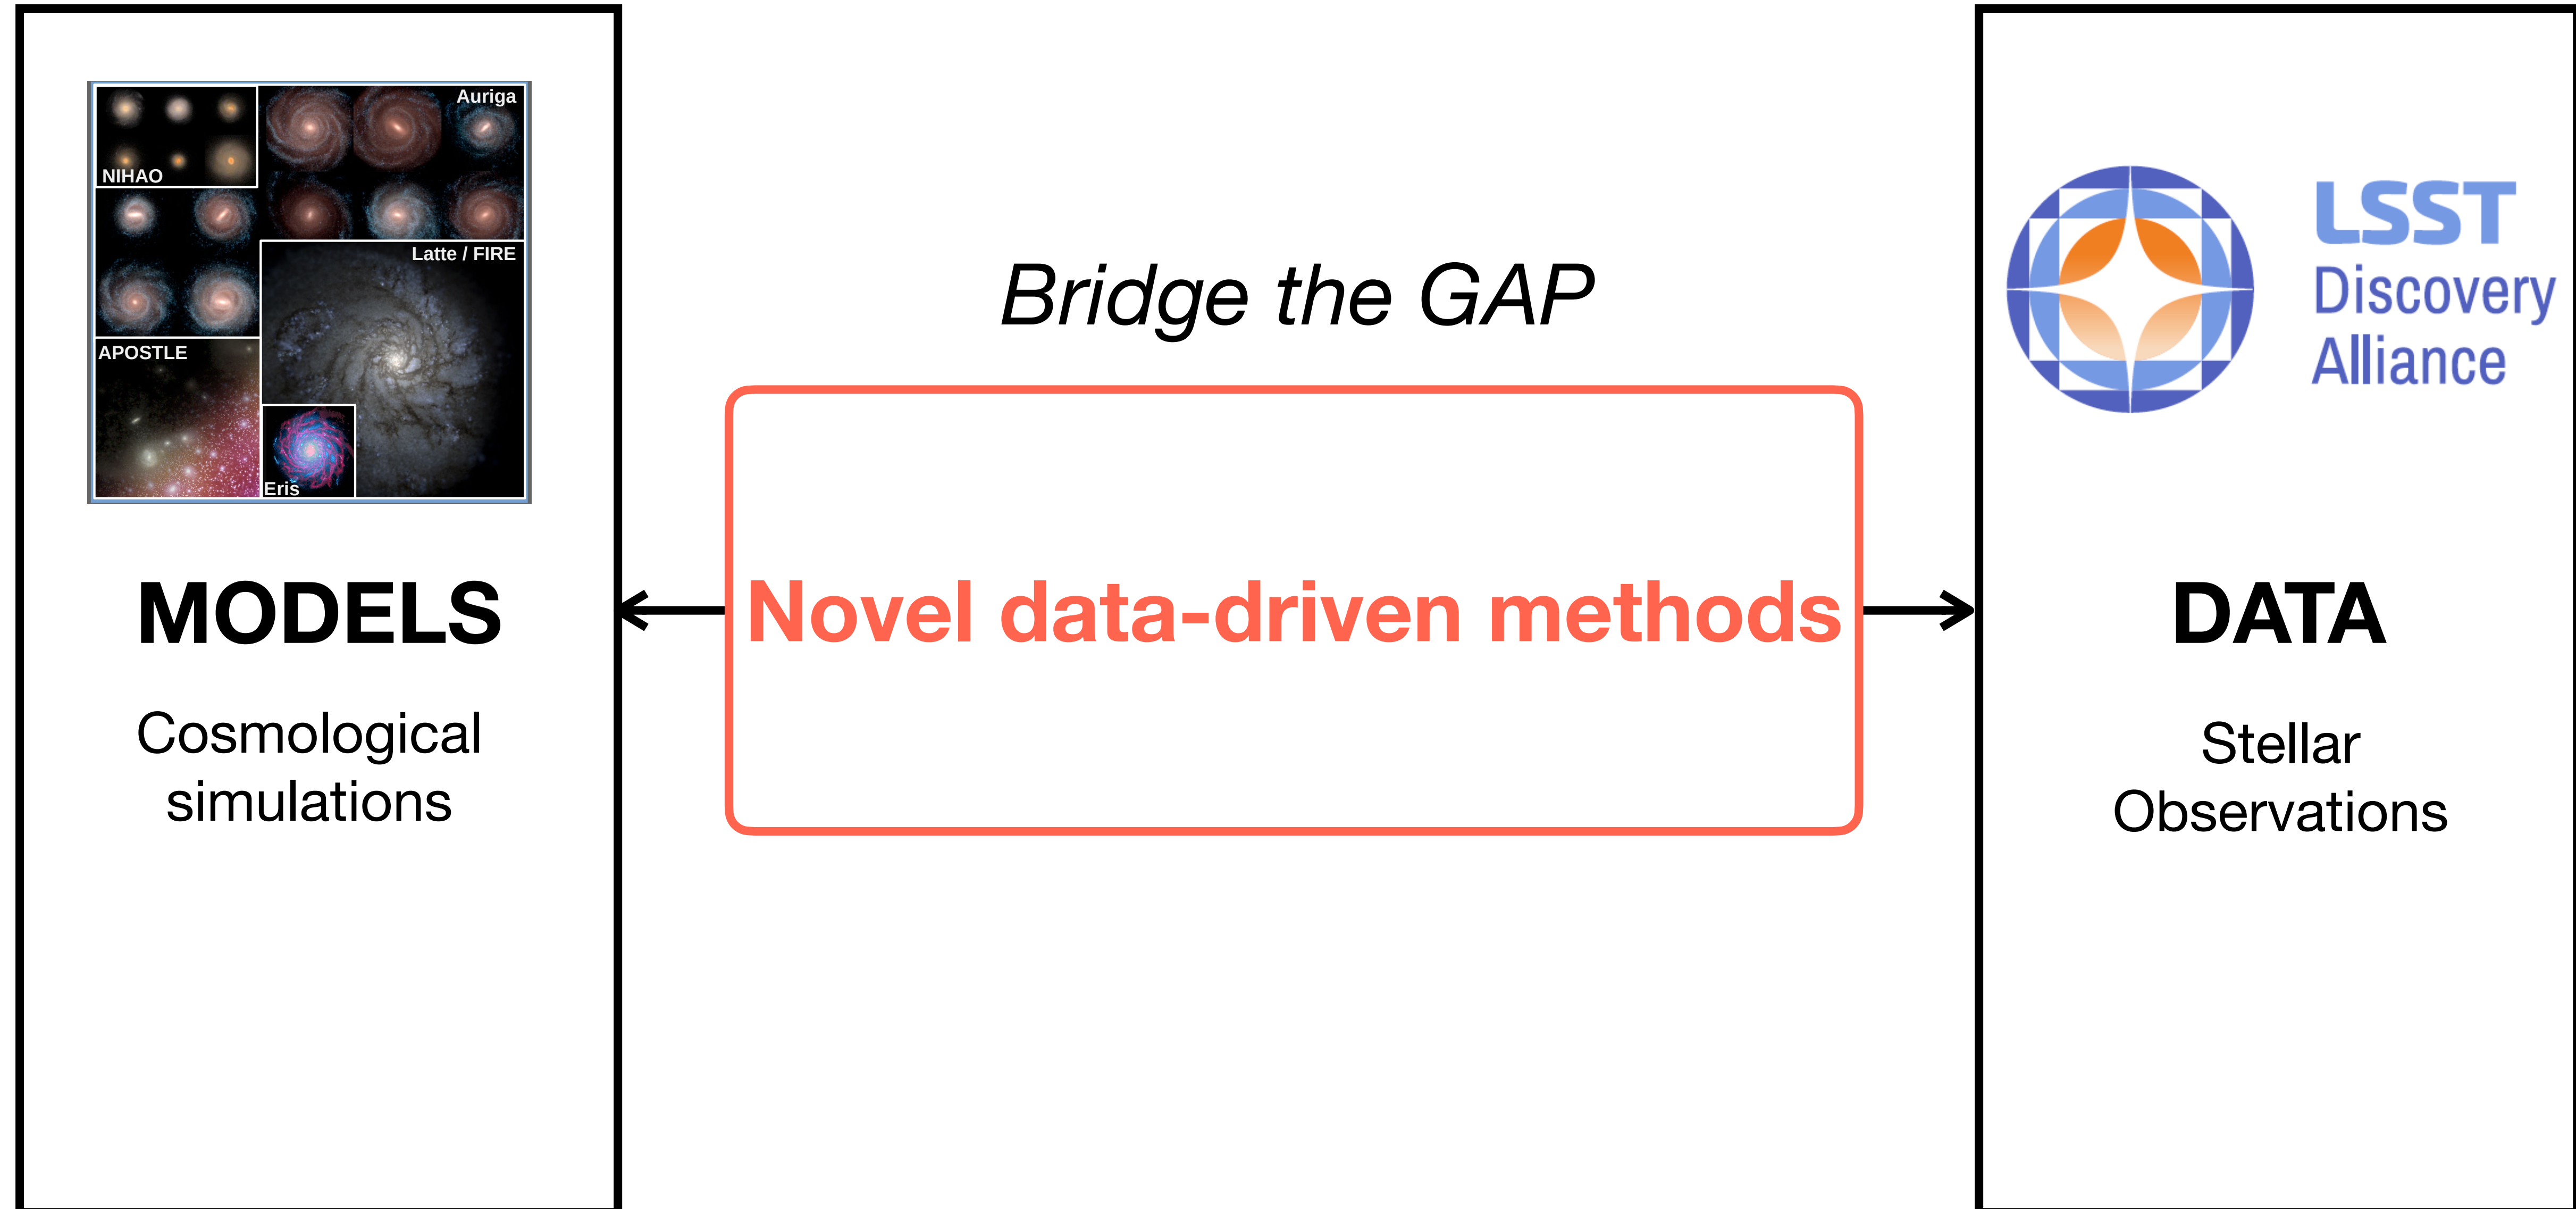 Auriga
NIHAO
Latte / FIRE
APOSTLE
Eris
MODELS
Cosmological
simulations
Bridge the GAP
Novel data-driven methods
LSST
Discovery
Alliance
DATA
Stellar
Observations